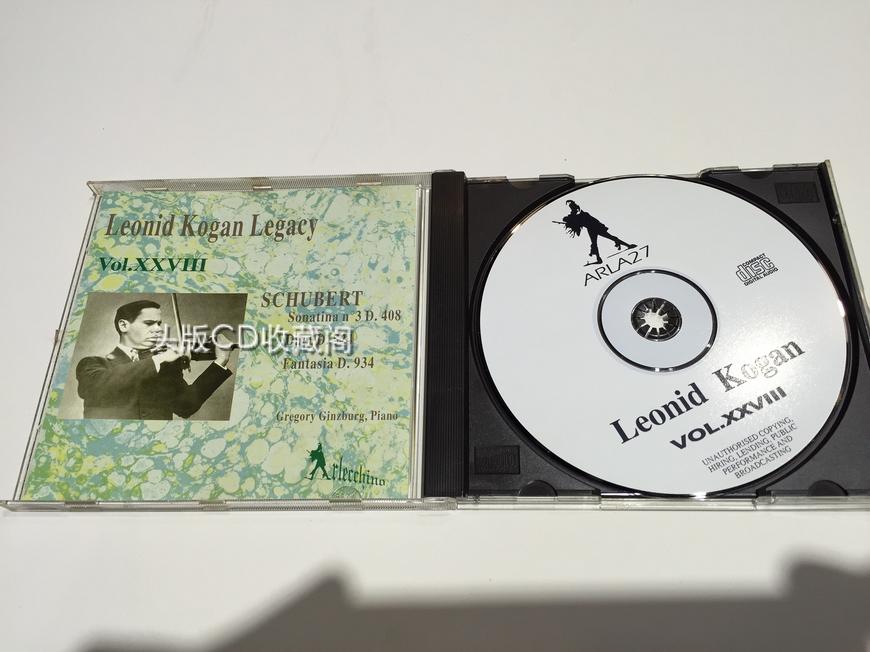 Leonid Kogan Legacy
Vol.XXVIII
SCHUBERT
Sonatina n 3 D. 408
Fantasia D. 934
头版CD收藏阁
Gregory Ginzburg, Piano
Arlecchino
ARLA27
COMPACT
disc
DIGITAL AUDIO
Leonid Kogan
VOL.XXVIII
UNAUTHORISED COPYING,
HIRING, LENDING, PUBLIC
PERFORMANCE AND
BROADCASTING